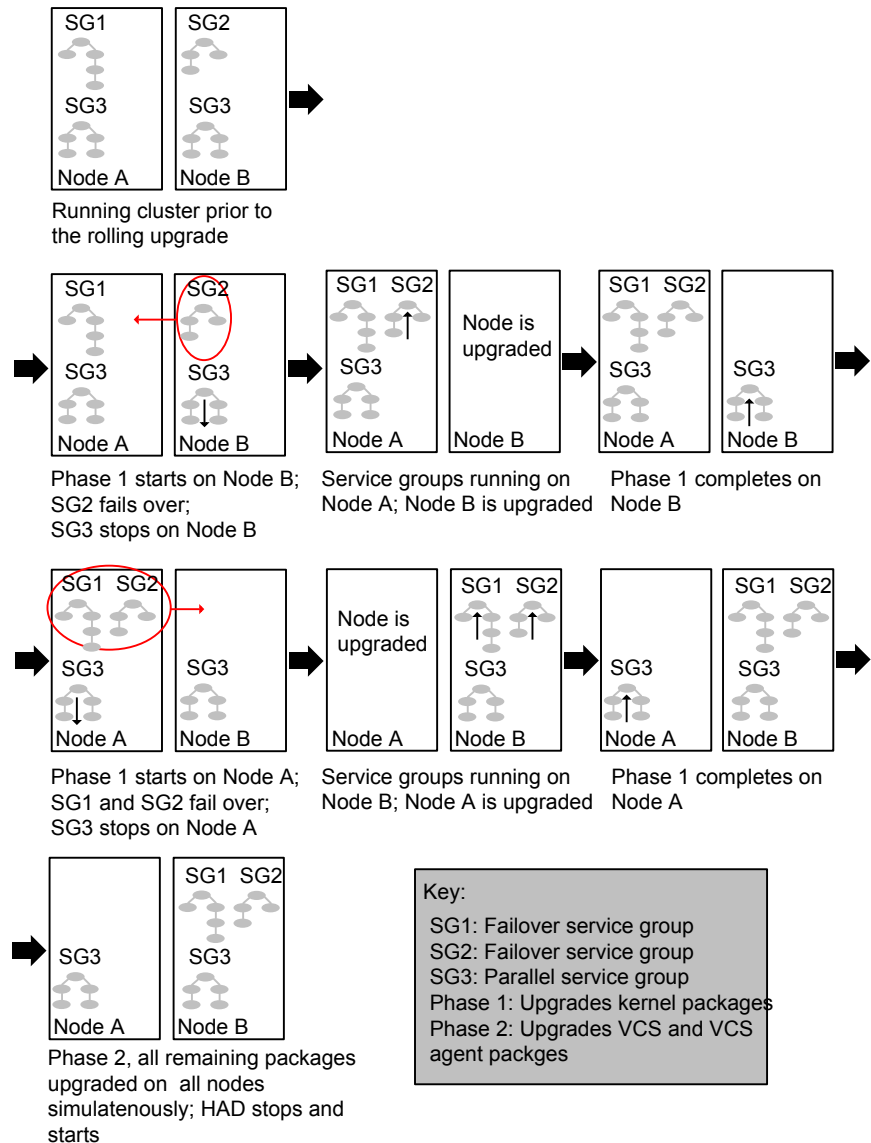 SG1
SG2
SG3
SG3
Node A
Node B
Running cluster prior to
the rolling upgrade
SG1
SG2
SG3
SG3
Node A
Node B
Phase 1 starts on Node B;
SG2 fails over;
SG3 stops on Node B
SG1 SG2
SG3
Node A
Node is
upgraded
Node B
Service groups running on
Node A; Node B is upgraded
SG1 SG2
SG3
SG3
Node A
Node B
Phase 1 completes on
Node B
SG1 SG2
SG3
SG3
Node A
Node B
Phase 1 starts on Node A;
SG1 and SG2 fail over;
SG3 stops on Node A
Node is
upgraded
Node A
SG1 SG2
SG3
Node B
Service groups running on
Node B; Node A is upgraded
SG3
Node A
SG1 SG2
SG3
Node B
Phase 1 completes on
Node A
SG3
Node A
SG1 SG2
SG3
Node B
Phase 2, all remaining packages
upgraded on all nodes
simulatenously; HAD stops and
starts
Key:
SG1: Failover service group
SG2: Failover service group
SG3: Parallel service group
Phase 1: Upgrades kernel packages
Phase 2: Upgrades VCS and VCS
agent packges